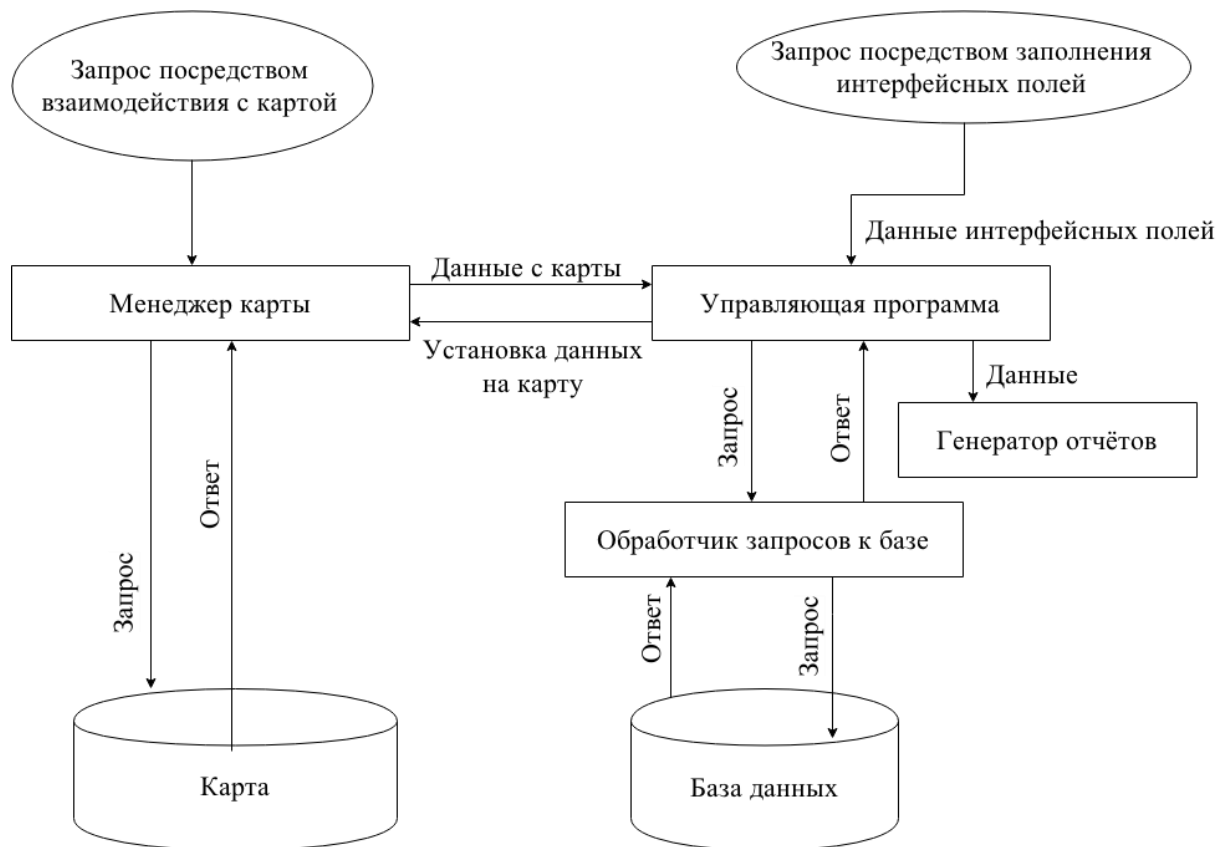 Запрос посредством
взаимодействия с картой
Запрос посредством заполнения
интерфейсных полей
Данные интерфейсных полей
Данные с карты
Менеджер карты
Управляющая программа
Установка данных
на карту
Данные
Запрос
Ответ
Генератор отчётов
Ответ
Запрос
Обработчик запросов к базе
Ответ
Запрос
Карта
База данных